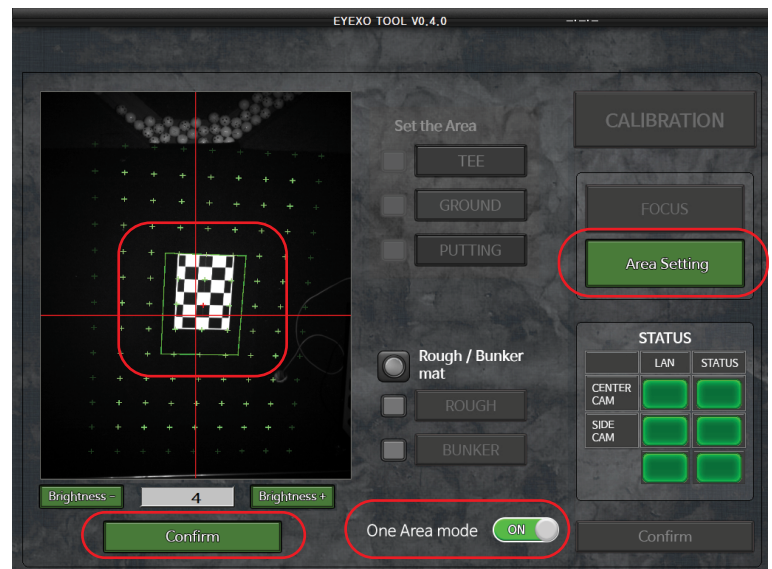 EYEXO TOOL V0.4.0
Set the Area
TEE
GROUND
PUTTING
CALIBRATION
FOCUS
Area Setting
Rough / Bunker
mat
ROUGH
BUNKER
STATUS
LAN STATUS
CENTER
CAM
SIDE
CAM
Brightness - 4 Brightness +
Confirm
One Area mode ON
Confirm